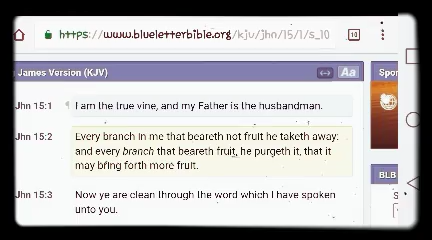 https://www.blueletterbible.org/kjv/jhn/15/1/s_10
10
James Version (KJV)
Aa
Spor
Jhn 15:1 ¶ I am the true vine, and my Father is the husbandman.
Jhn 15:2 Every branch in me that beareth not fruit he taketh away:
and every branch that beareth fruit, he purgeth it, that it
may bring forth more fruit.
BLB
Jhn 15:3 Now ye are clean through the word which I have spoken
unto you.
S